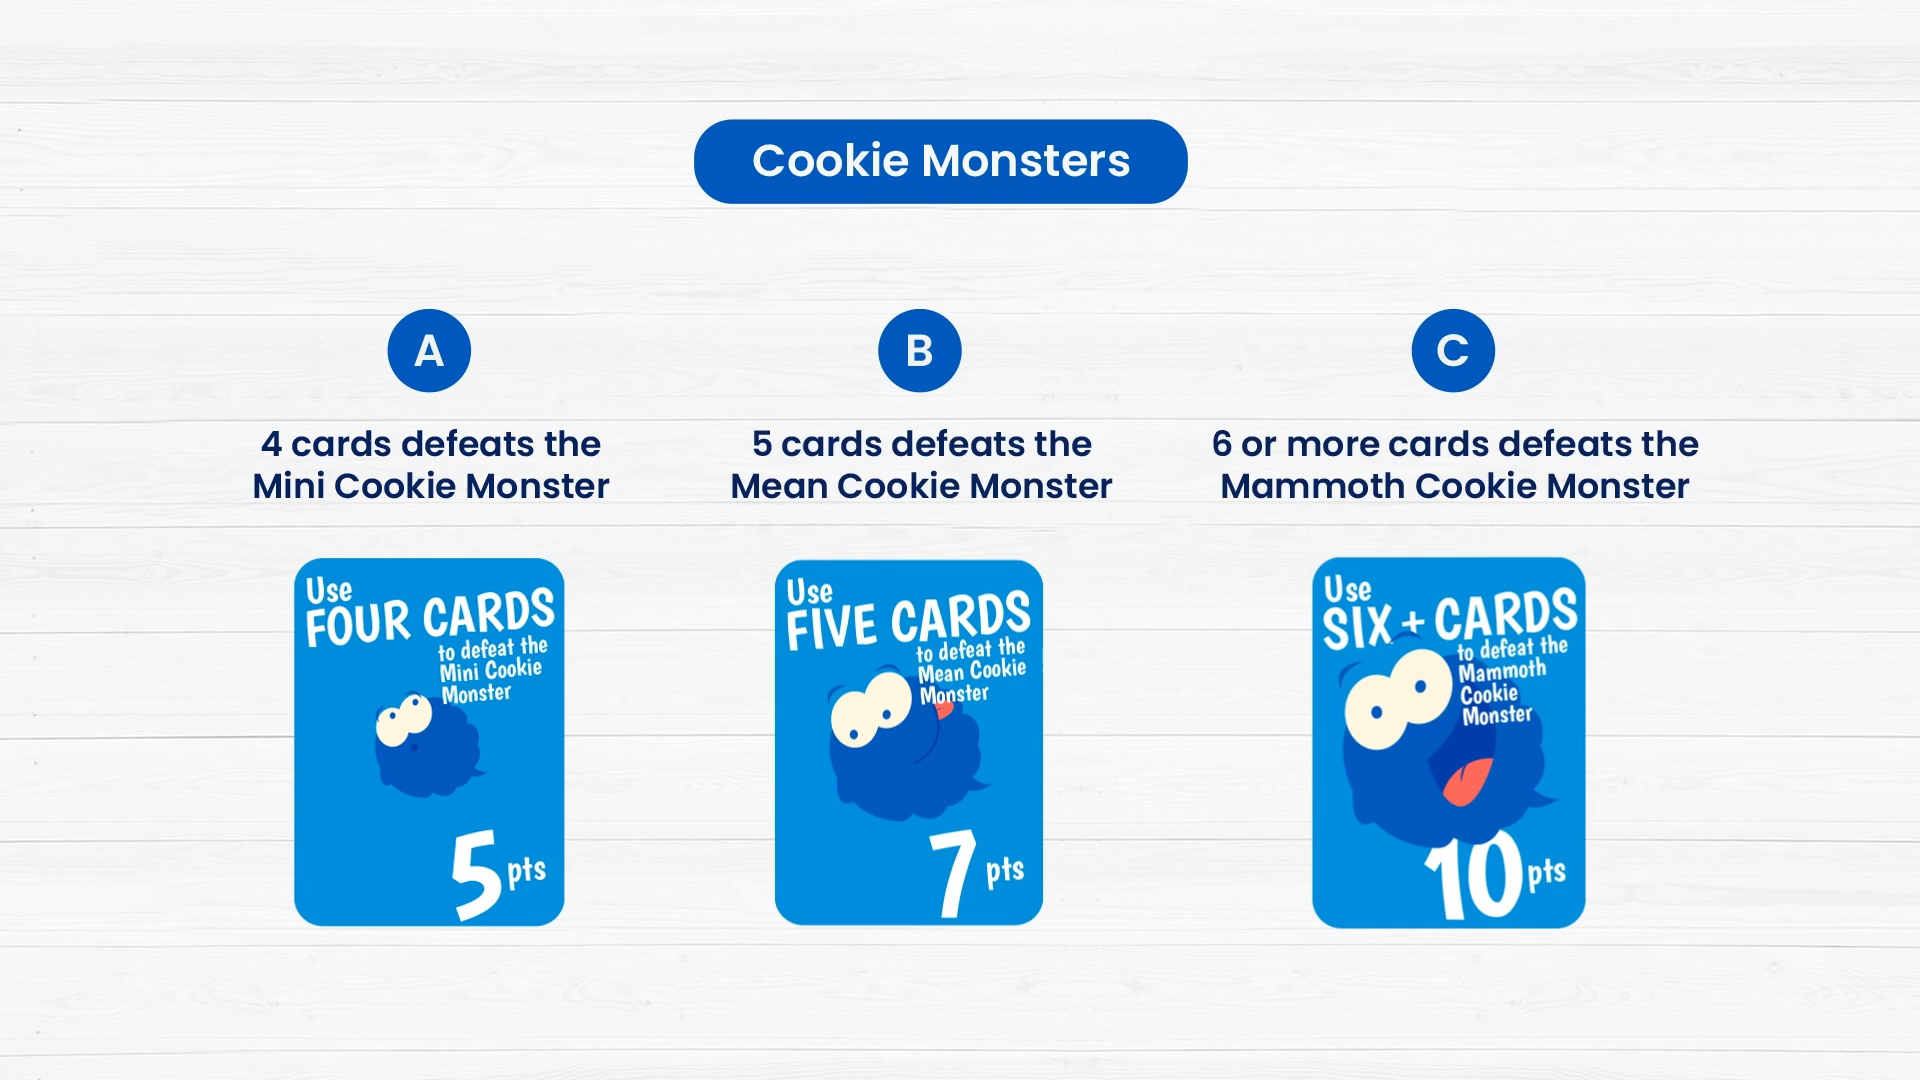 Cookie Monsters
A
4 cards defeats the
Mini Cookie Monster
Use
FOUR CARDS
to defeat the
Mini Cookie
Monster
5 pts
B
5 cards defeats the
Mean Cookie Monster
Use
FIVE CARDS
to defeat the
Mean Cookie
Monster
7 pts
C
6 or more cards defeats the
Mammoth Cookie Monster
Use
SIX + CARDS
to defeat the
Mammoth
Cookie
Monster
10 pts